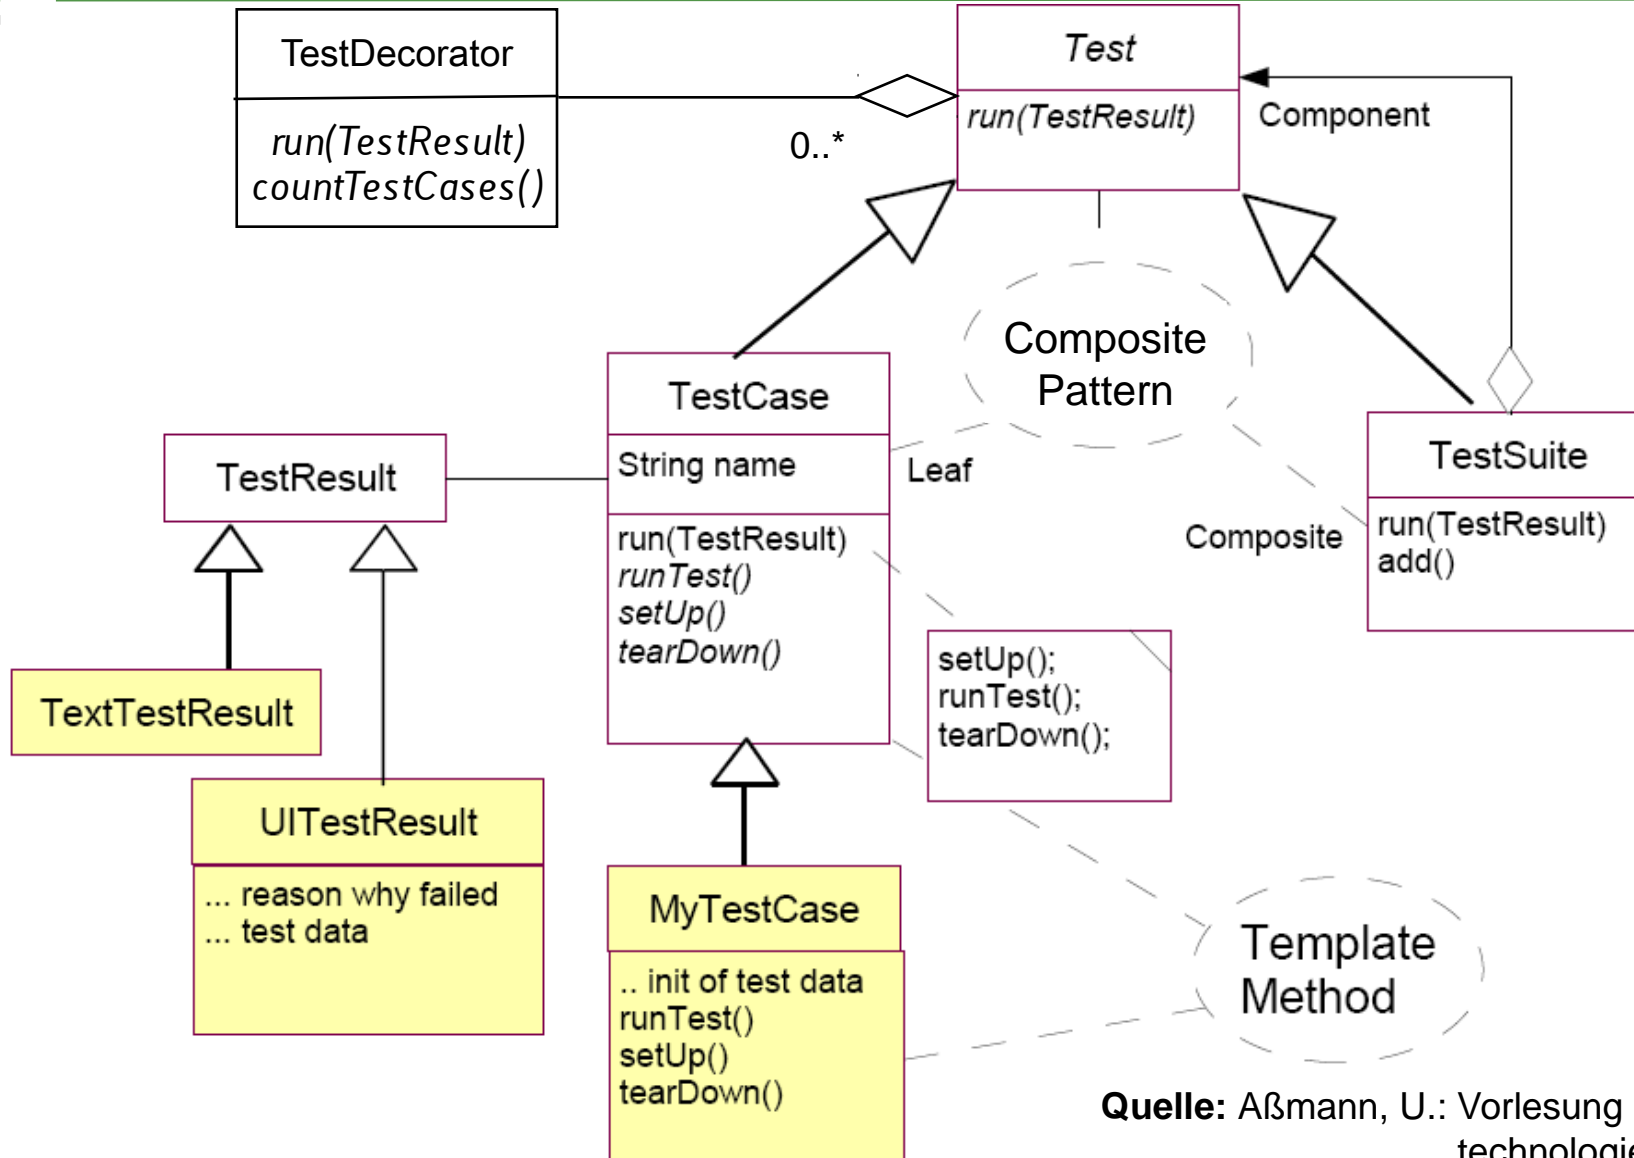 TestDecorator
run(TestResult)
countTestCases()
0..*
Test
run(TestResult)
Component
Composite
Pattern
TestCase
String name
run(TestResult)
runTest()
setUp()
tearDown()
Leaf
TestResult
TestSuite
run(TestResult)
add()
Composite
setUp();
runTest();
tearDown();
TextTestResult
UITestResult
... reason why failed
... test data
MyTestCase
.. init of test data
runTest()
setUp()
tearDown()
Template
Method
Quelle: Aßmann, U.: Vorlesung
technologie